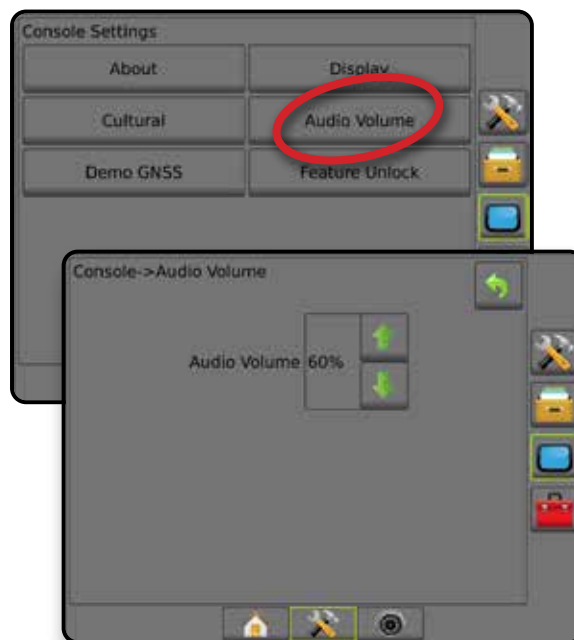 Console Settings
About
Display
Cultural
Audio Volume
Demo GNSS
Feature Unlock
Console->Audio Volume
Audio Volume 60%